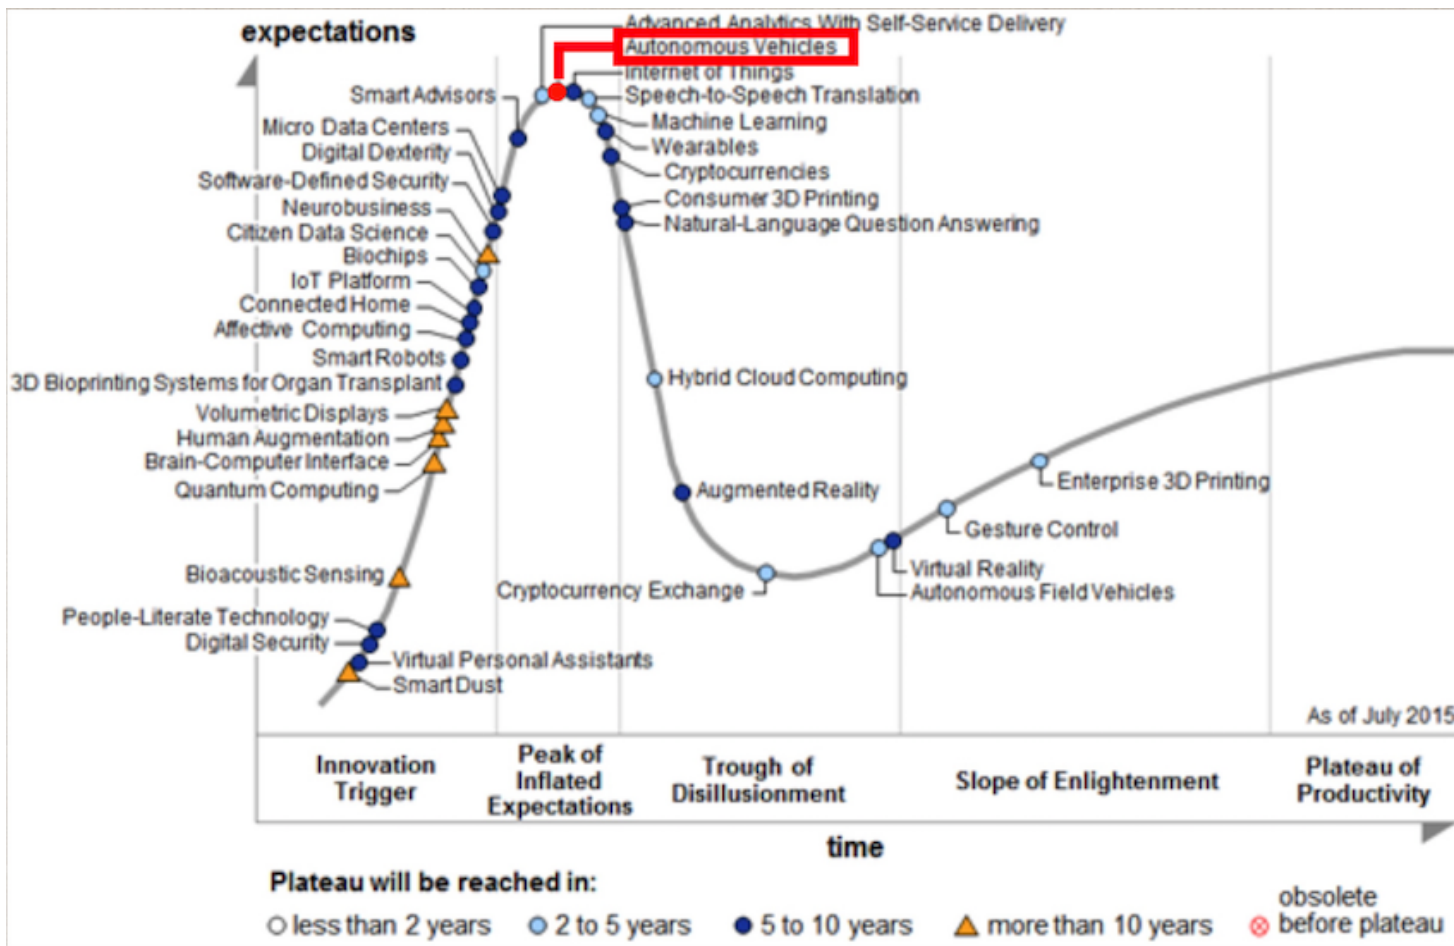 expectations
Advanced Analytics With Self-Service Delivery
Autonomous Vehicles
Internet of Things
Smart Advisors
Speech-to-Speech Translation
Micro Data Centers
Machine Learning
Digital Dexterity
Wearables
Software-Defined Security
Cryptocurrencies
Neurobusiness
Consumer 3D Printing
Citizen Data Science
Natural-Language Question Answering
Biochips
IoT Platform
Connected Home
Affective Computing
Smart Robots
Hybrid Cloud Computing
3D Bioprinting Systems for Organ Transplant
Volumetric Displays
Human Augmentation
Brain-Computer Interface
Quantum Computing
Augmented Reality
Enterprise 3D Printing
Gesture Control
Bioacoustic Sensing
Virtual Reality
Cryptocurrency Exchange
Autonomous Field Vehicles
People-Literate Technology
Digital Security
Virtual Personal Assistants
Smart Dust
As of July 2015
Innovation
Trigger
Peak of
Inflated
Expectations
Trough of
Disillusionment
Slope of Enlightenment
Plateau of
Productivity
time
Plateau will be reached in:
less than 2 years
2 to 5 years
5 to 10 years
more than 10 years
obsolete
before plateau